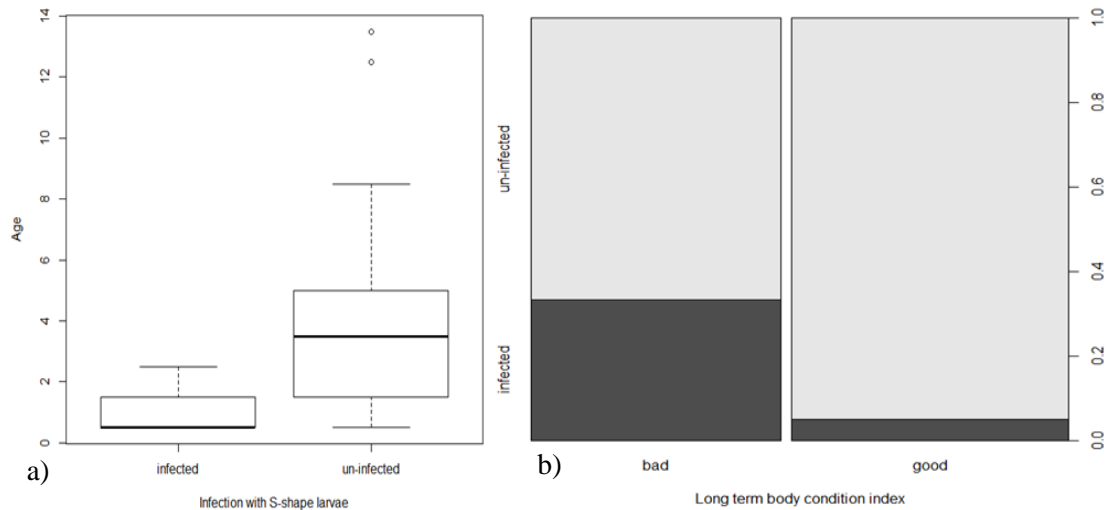 14
12
10
8
6
4
2
0
Age
infected
un-infected
a)
Infection with S-shape larvae
un-infected
infected
1.0
0.8
0.6
0.4
0.2
0.0
bad
good
b)
Long term body condition index